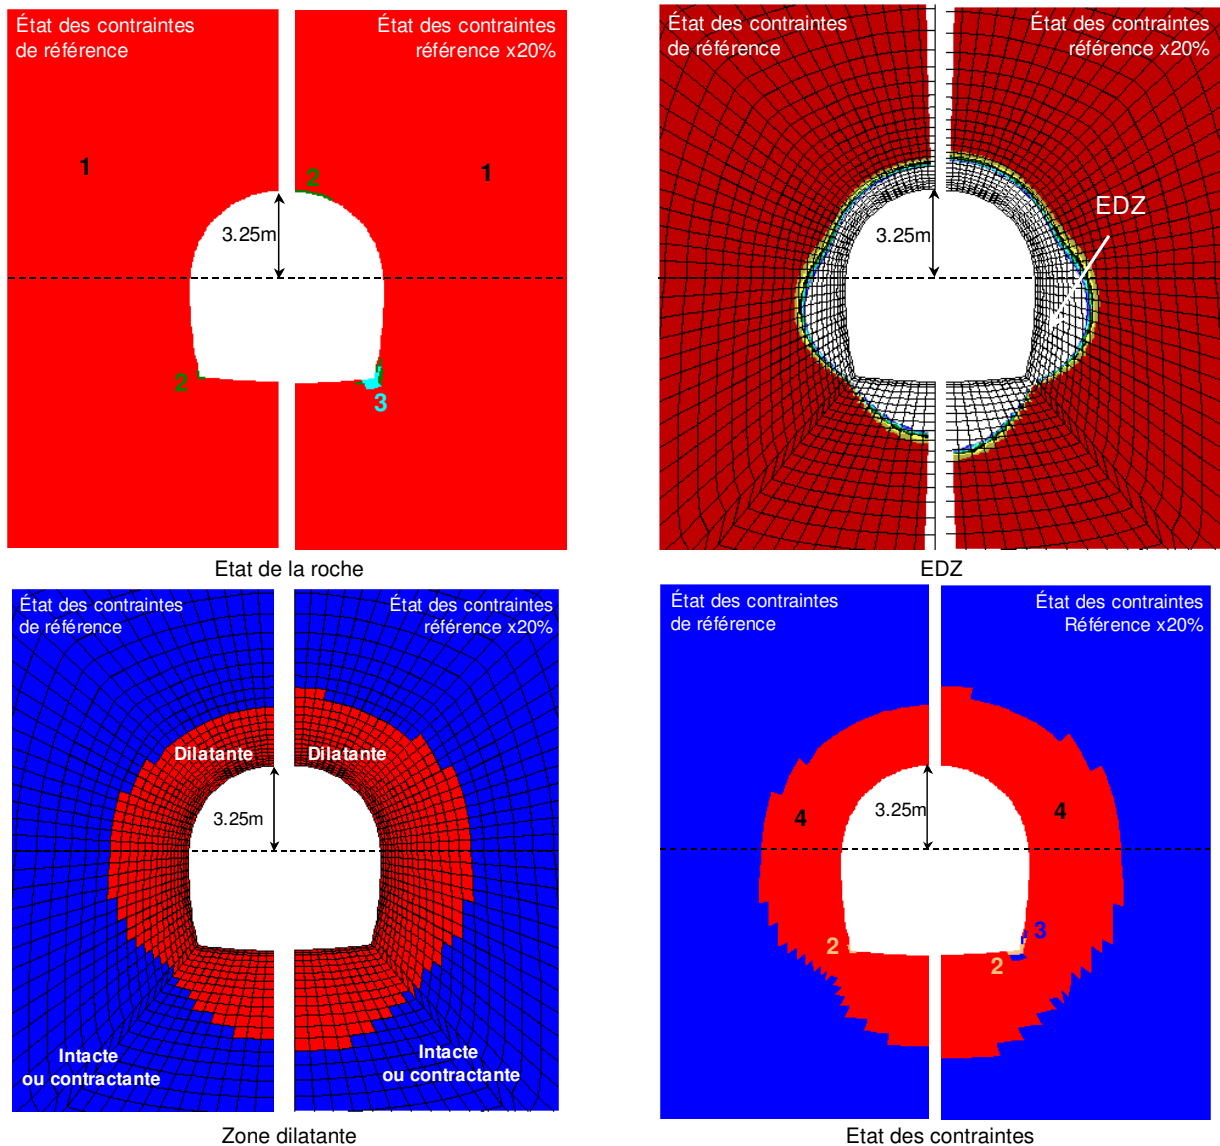 État des contraintes
de référence
État des contraintes
référence x20%
1
1
2
3.25m
2
3
Etat de la roche
État des contraintes
de référence
État des contraintes
référence x20%
EDZ
3.25m
EDZ
État des contraintes
de référence
État des contraintes
référence x20%
Dilatante
Dilatante
3.25m
Intacte
ou contractante
Intacte
ou contractante
Zone dilatante
État des contraintes
de référence
État des contraintes
Référence x20%
4
4
3.25m
2
3
2
Etat des contraintes